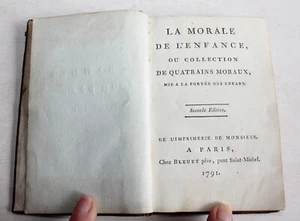 LA MORALE
DE L'ENFANCE,
OU COLLECTION
DE QUATRAINS MORAUX,
MIS A LA PORTÉE DES ENFANS.
Seconde Edition.
DE L'IMPRIMERIE DE MONSIEUR.
A PARIS,
Chez BLEUET père, pont Saint-Michel.
1791.